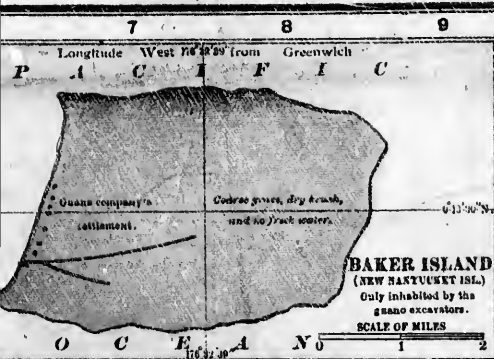 7 8 9
Longitude West from Greenwich
P A C I F I C
Guano company's
settlement.
Coarse grass, dry brush,
and no fresh water.
BAKER ISLAND
(NEW NANTUCKET ISL.)
Only inhabited by the
guano excavators.
SCALE OF MILES
0 1 2
O C E A N